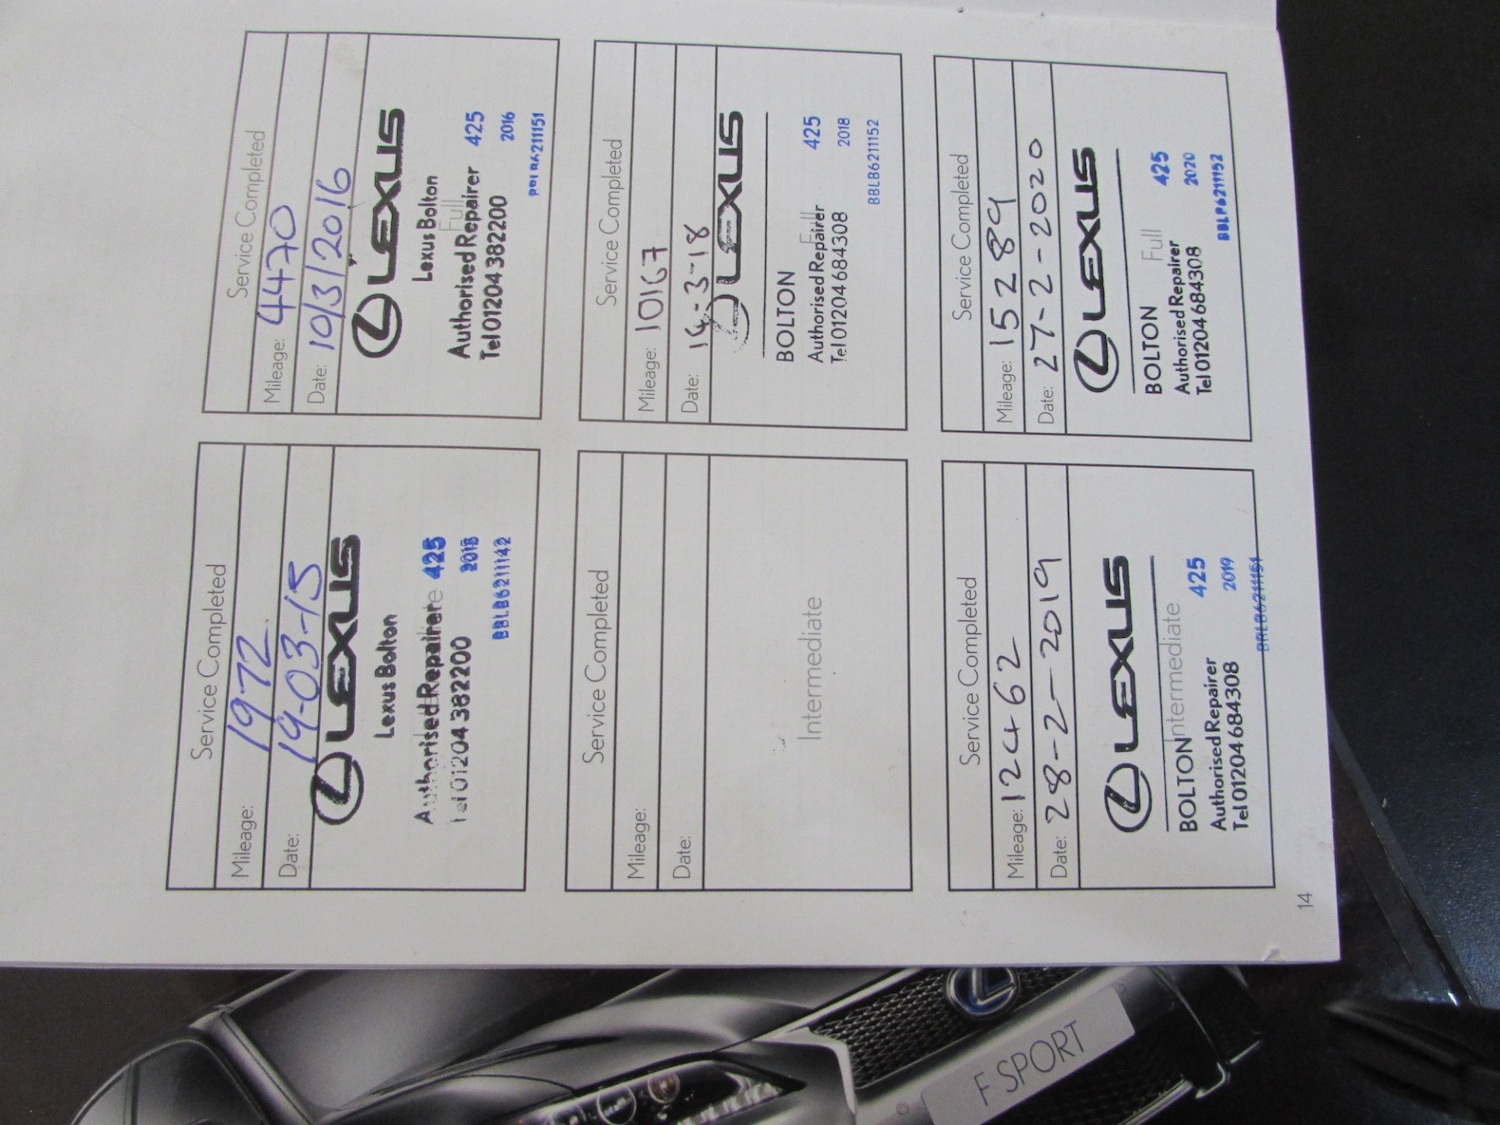 Service Completed
Mileage: 1972
Date: 19-03-15
LEXUS
Lexus Bolton
Authorised Repairer 425
Tel 01204 382200
BBLB6211142
Service Completed
Mileage: 4470
Date: 10/3/2016
LEXUS
Lexus Bolton
Full
Authorised Repairer 425
Tel 01204 382200 2016
Service Completed
Mileage:
Date:
Intermediate
Service Completed
Mileage: 10167
Date: 14-3-18
LEXUS
BOLTON
Full
Authorised Repairer 425
Tel 01204 684308 2018
BBLB6211152
Service Completed
Mileage: 12462
Date: 28-2-2019
LEXUS
BOLTON Intermediate 425
Authorised Repairer 2019
Tel 01204 684308
Service Completed
Mileage: 15289
Date: 27-2-2020
LEXUS
BOLTON Full 425
Authorised Repairer 2020
Tel 01204 684308
14
F SPORT